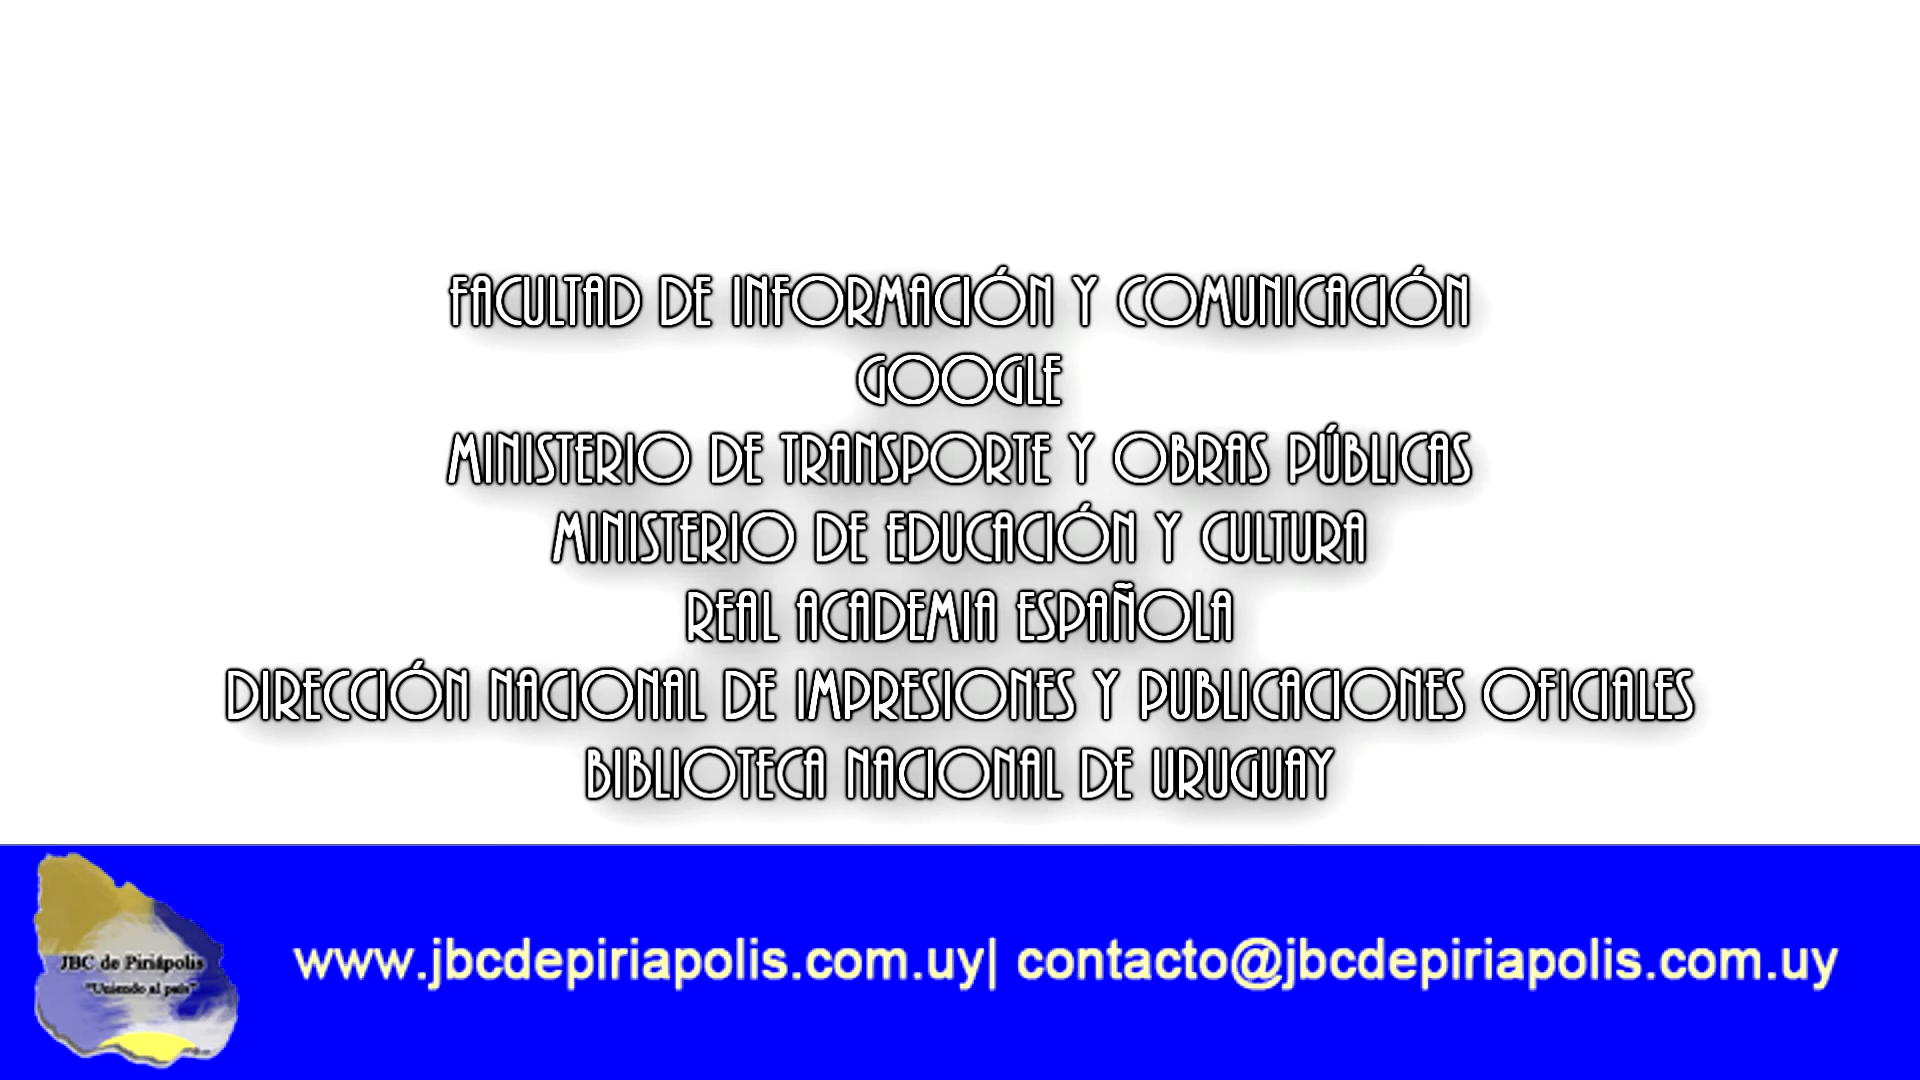 FACULTAD DE INFORMACIÓN Y COMUNICACIÓN
GOOGLE
MINISTERIO DE TRANSPORTE Y OBRAS PÚBLICAS
MINISTERIO DE EDUCACIÓN Y CULTURA
REAL ACADEMIA ESPAÑOLA
DIRECCIÓN NACIONAL DE IMPRESIONES Y PUBLICACIONES OFICIALES
BIBLIOTECA NACIONAL DE URUGUAY
JBC de Piriápolis
"Uniendo al país"
www.jbcdepiriapolis.com.uy| contacto@jbcdepiriapolis.com.uy